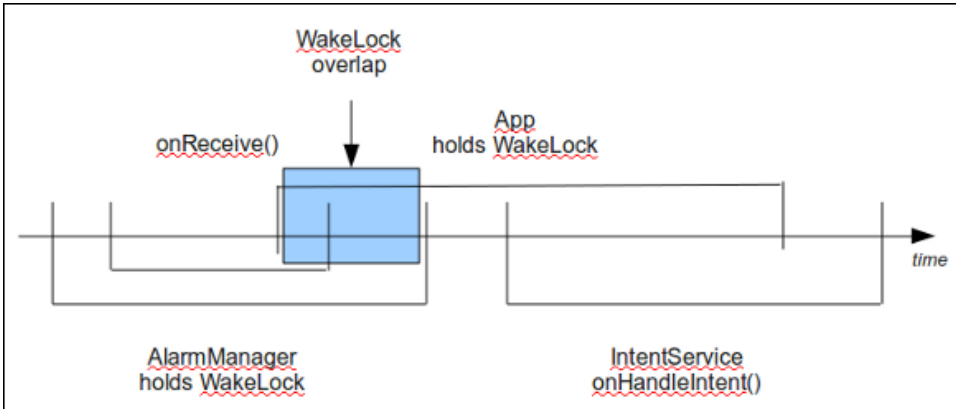 WakeLock
overlap
onReceive()
App
holds WakeLock
time
AlarmManager
holds WakeLock
IntentService
onHandleIntent()